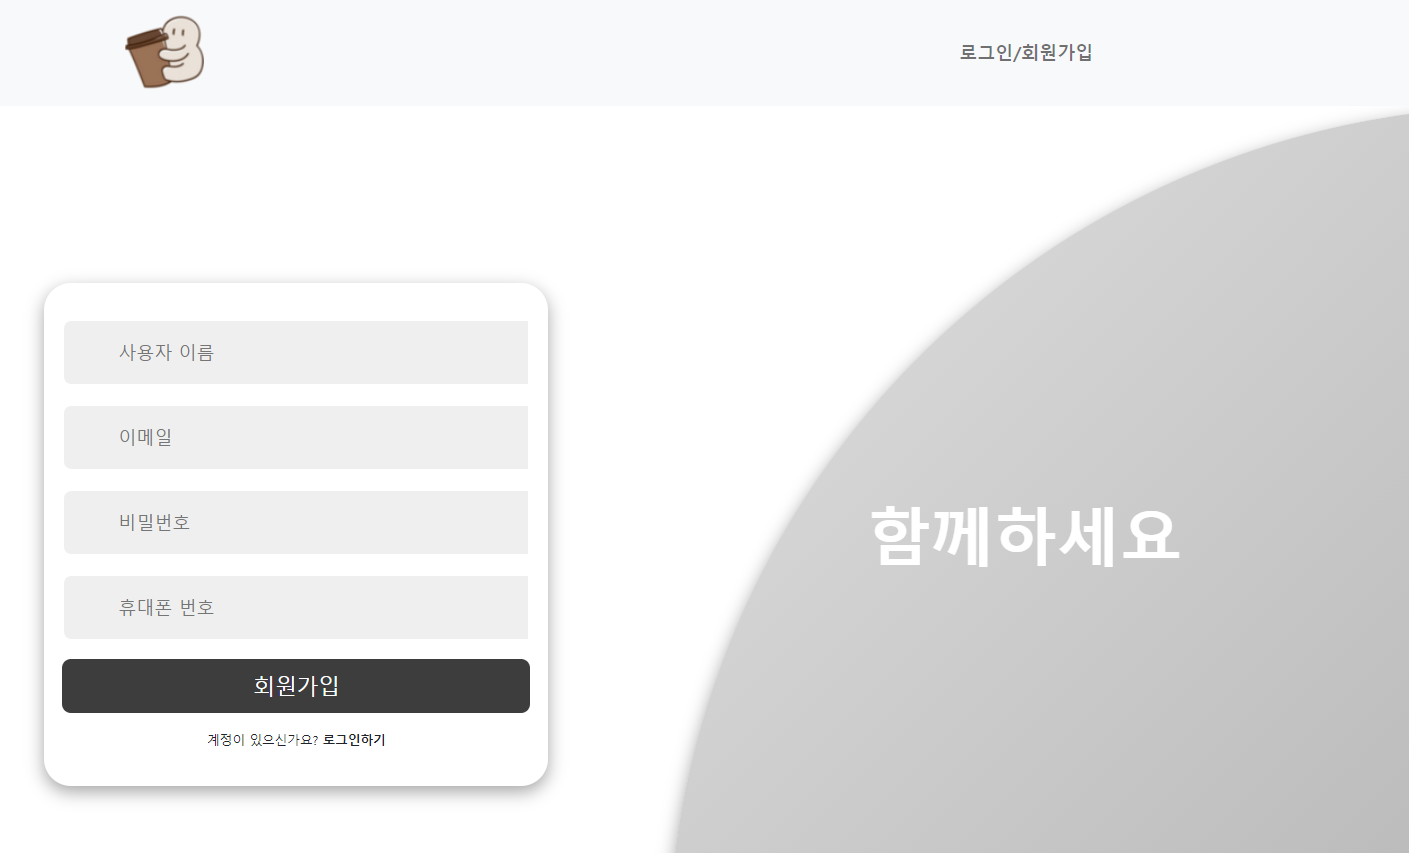 로그인/회원가입
사용자 이름
이메일
비밀번호
휴대폰 번호
회원가입
계정이 있으신가요? 로그인하기
함께하세요